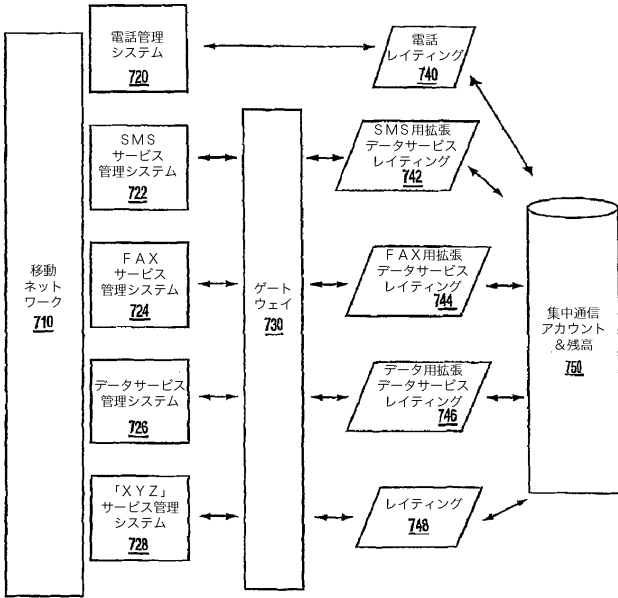 移動
ネット
ワーク
710
電話管理
システム
720
SMS
サービス
管理システム
722
FAX
サービス
管理システム
724
データサービス
管理システム
726
「XYZ」
サービス管理
システム
728
ゲート
ウェイ
730
電話
レイティング
740
SMS用拡張
データサービス
レイティング
742
FAX用拡張
データサービス
レイティング
744
データ用拡張
データサービス
レイティング
746
レイティング
748
集中通信
アカウント
&残高
750